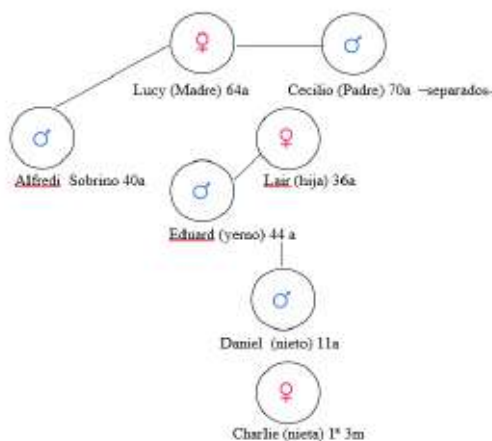 Lucy (Madre) 64a
Cecilio (Padre) 70a –separados-
Alfredi Sobrino 40a
Lair (hija) 36a
Eduard (yerno) 44 a
Daniel (nieto) 11a
Charlie (nieta) 1ª 3m